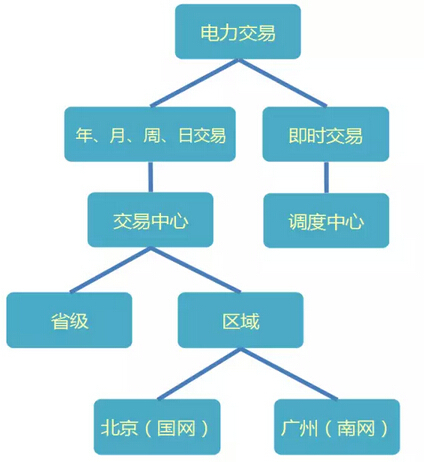 电力交易
年、月、周、日交易
即时交易
交易中心
调度中心
省级
区域
北京（国网）
广州（南网）